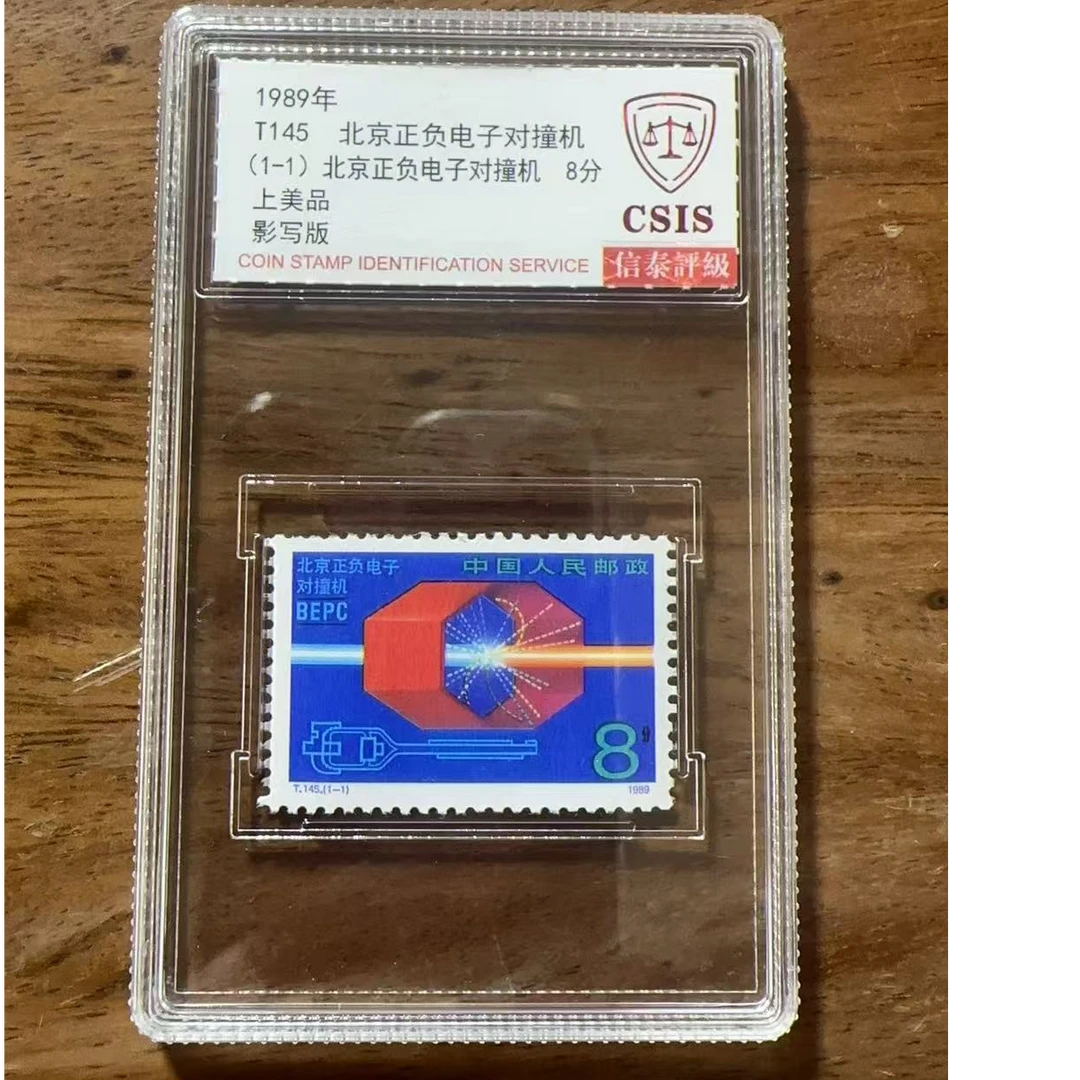 1989年
T145 北京正负电子对撞机
(1-1) 北京正负电子对撞机 8分
上美品
影写版
CSIS
COIN STAMP IDENTIFICATION SERVICE
信泰評級
北京正负电子
对撞机
BEPC
中国人民邮政
8
T.145.(1-1)
1989